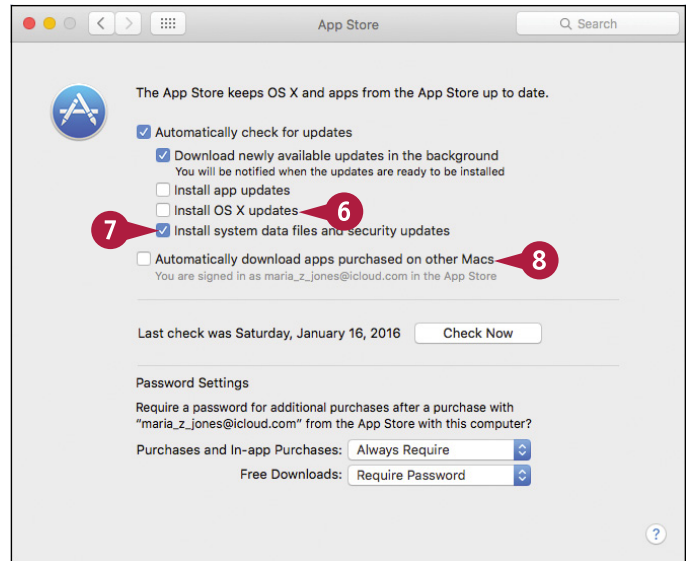 App Store
Search
The App Store keeps OS X and apps from the App Store up to date.
Automatically check for updates
Download newly available updates in the background
You will be notified when the updates are ready to be installed
Install app updates
Install OS X updates 6
7 Install system data files and security updates
Automatically download apps purchased on other Macs 8
You are signed in as maria_z_jones@icloud.com in the App Store
Last check was Saturday, January 16, 2016 Check Now
Password Settings
Require a password for additional purchases after a purchase with
“maria_z_jones@icloud.com” from the App Store with this computer?
Purchases and In-app Purchases: Always Require
Free Downloads: Require Password
?